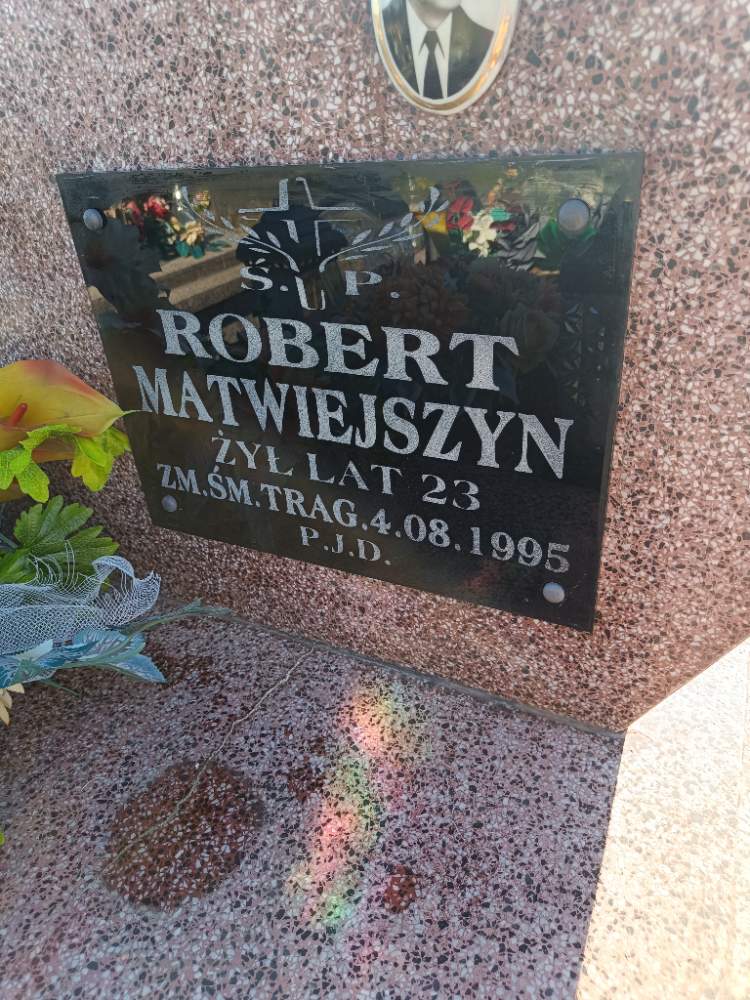 Ś. P.
ROBERT
MATWIEJSZYN
ŻYŁ LAT 23
ZM.ŚM.TRAG.4.08.1995
P.J.D.